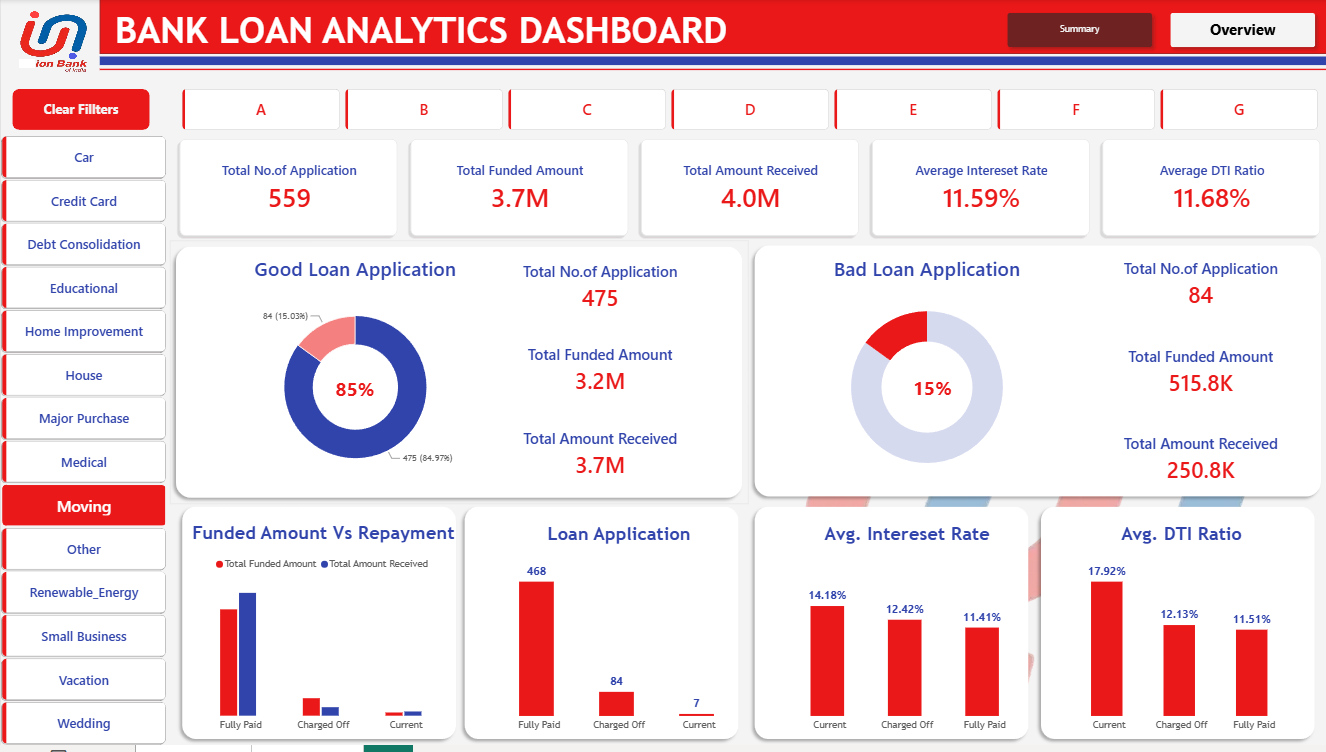 ion Bank
of India
BANK LOAN ANALYTICS DASHBOARD
Summary
Overview
Clear Fillters
A
B
C
D
E
F
G
Car
Credit Card
Debt Consolidation
Educational
Home Improvement
House
Major Purchase
Medical
Moving
Other
Renewable_Energy
Small Business
Vacation
Wedding
Total No.of Application
559
Total Funded Amount
3.7M
Total Amount Received
4.0M
Average Intereset Rate
11.59%
Average DTI Ratio
11.68%
Good Loan Application
84 (15.03%)
85%
475 (84.97%)
Total No.of Application
475
Total Funded Amount
3.2M
Total Amount Received
3.7M
Bad Loan Application
15%
Total No.of Application
84
Total Funded Amount
515.8K
Total Amount Received
250.8K
Funded Amount Vs Repayment
Total Funded Amount Total Amount Received
Fully Paid Charged Off Current
Loan Application
468
84
7
Fully Paid Charged Off Current
Avg. Intereset Rate
14.18%
12.42%
11.41%
Current Charged Off Fully Paid
Avg. DTI Ratio
17.92%
12.13%
11.51%
Current Charged Off Fully Paid